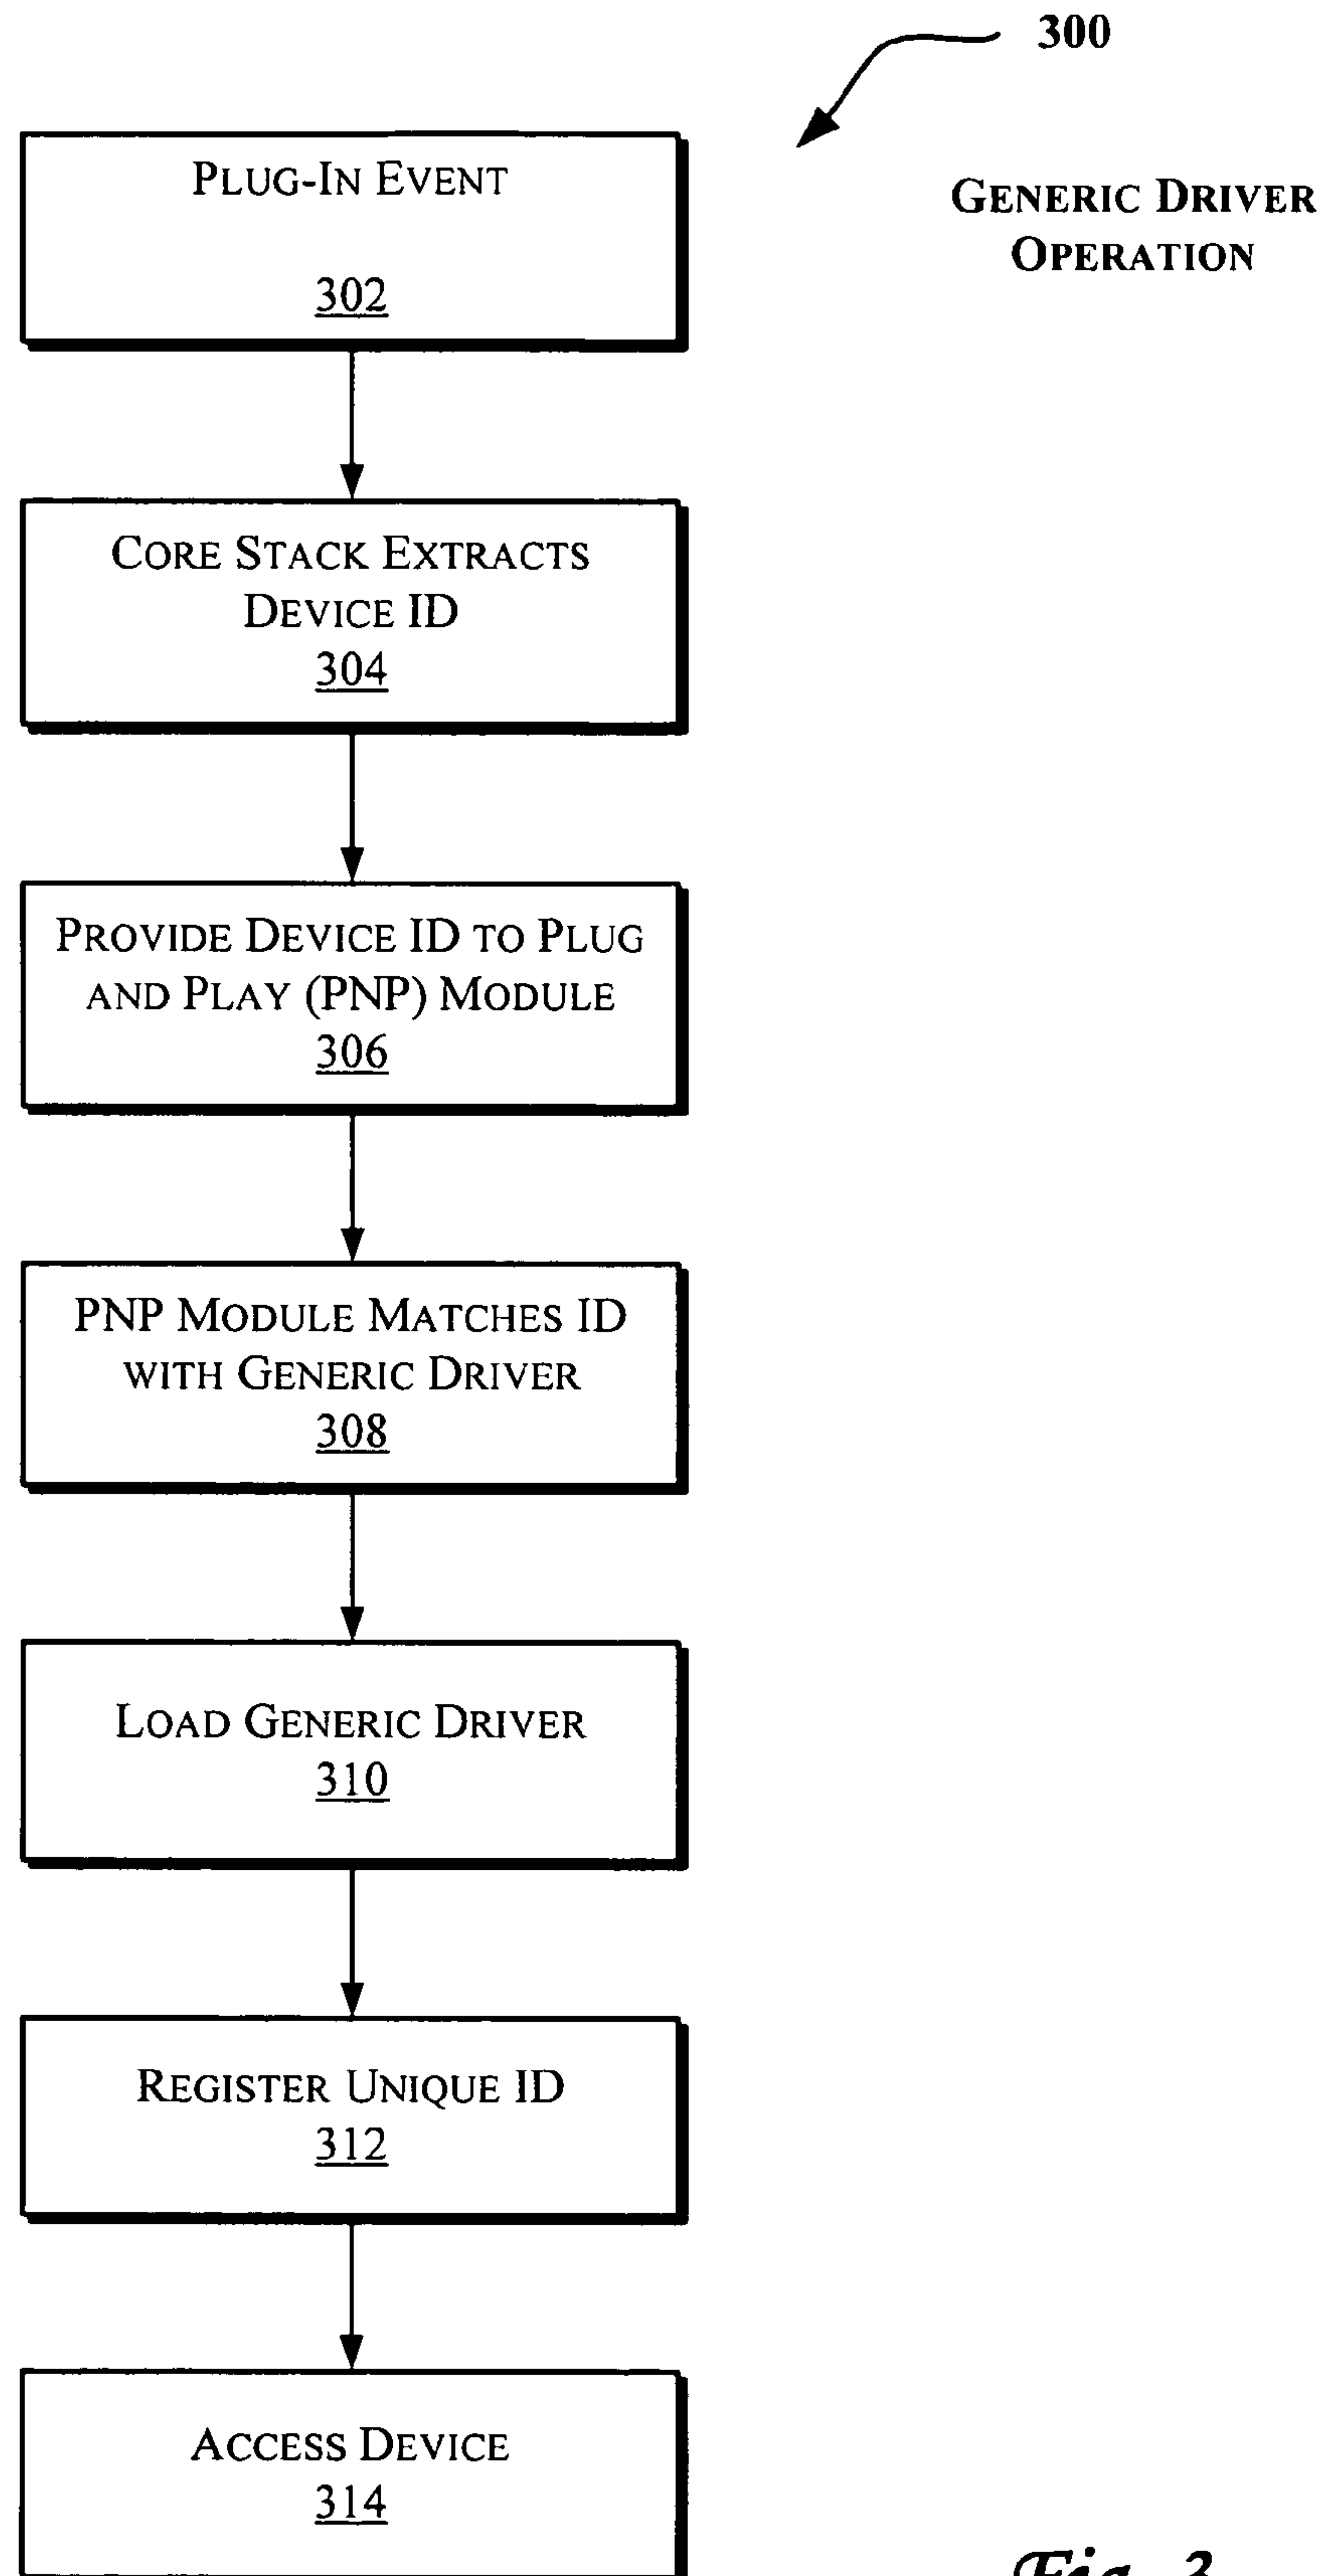 300
GENERIC DRIVER
OPERATION
PLUG-IN EVENT
302
CORE STACK EXTRACTS
DEVICE ID
304
PROVIDE DEVICE ID TO PLUG
AND PLAY (PNP) MODULE
306
PNP MODULE MATCHES ID
WITH GENERIC DRIVER
308
LOAD GENERIC DRIVER
310
REGISTER UNIQUE ID
312
ACCESS DEVICE
314
Fig. 3